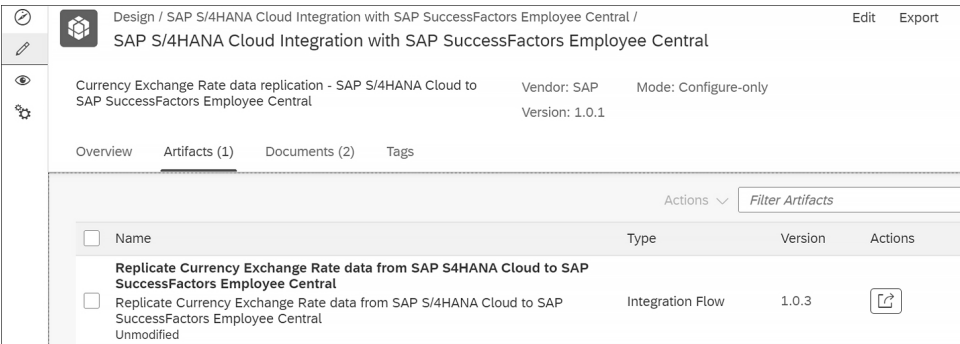 Design / SAP S/4HANA Cloud Integration with SAP SuccessFactors Employee Central /
Edit Export
SAP S/4HANA Cloud Integration with SAP SuccessFactors Employee Central
Currency Exchange Rate data replication - SAP S/4HANA Cloud to
SAP SuccessFactors Employee Central
Vendor: SAP Mode: Configure-only
Version: 1.0.1
Overview Artifacts (1) Documents (2) Tags
Actions Filter Artifacts
Name Type Version Actions
Replicate Currency Exchange Rate data from SAP S4HANA Cloud to SAP
SuccessFactors Employee Central
Replicate Currency Exchange Rate data from SAP S/4HANA Cloud to SAP
SuccessFactors Employee Central
Unmodified
Integration Flow 1.0.3